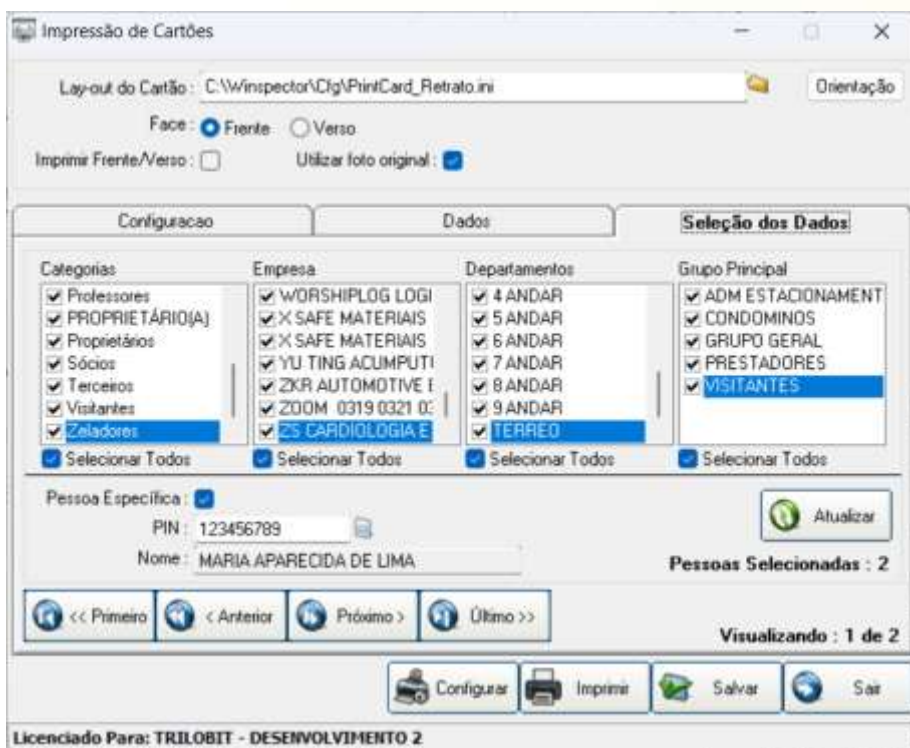 Impressão de Cartões
Lay-out do Cartão : C:\Winspector\Cfg\PrintCard_Retrato.ini
Orientação
Face : Frente Verso
Imprimir Frente/Verso : Utilizar foto original :
Configuracao Dados Seleção dos Dados
Categorias Empresa Departamentos Grupo Principal
Professores WORSHIPLOG LOGI 4 ANDAR ADM ESTACIONAMENT
PROPRIETÁRIO(A) X SAFE MATERIAIS 5 ANDAR CONDOMINOS
Proprietários X SAFE MATERIAIS 6 ANDAR GRUPO GERAL
Sócios YU TING ACUMPUTI 7 ANDAR PRESTADORES
Terceiros ZKR AUTOMOTIVE E 8 ANDAR VISITANTES
Visitantes ZOOM 0319 0321 03 9 ANDAR
Zeladores ZS CARDIOLOGIA E TERREO
Selecionar Todos Selecionar Todos Selecionar Todos Selecionar Todos
Pessoa Específica :
PIN : 123456789
Atualizar
Nome : MARIA APARECIDA DE LIMA
Pessoas Selecionadas : 2
<< Primeiro < Anterior Próximo > Último >>
Visualizando : 1 de 2
Configurar Imprimir Salvar Sair
Licenciado Para: TRILOBIT - DESENVOLVIMENTO 2